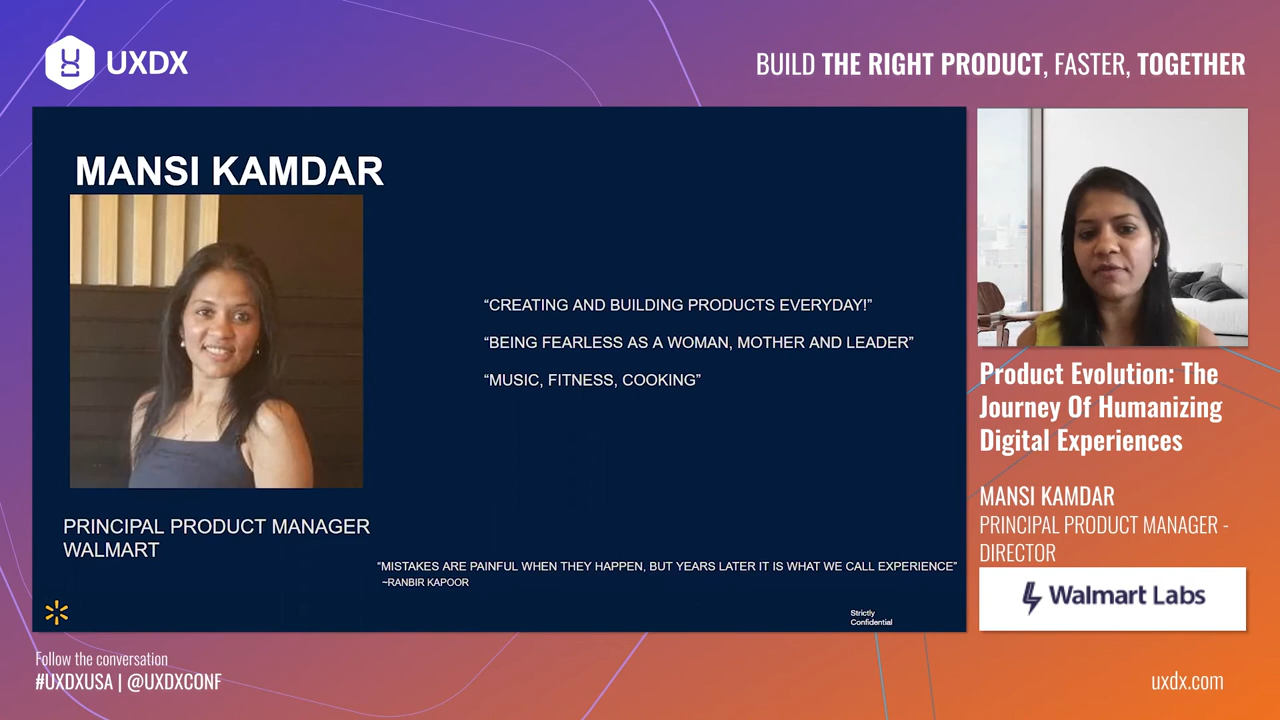 UXDX
BUILD THE RIGHT PRODUCT, FASTER, TOGETHER
MANSI KAMDAR
“CREATING AND BUILDING PRODUCTS EVERYDAY!”
“BEING FEARLESS AS A WOMAN, MOTHER AND LEADER”
“MUSIC, FITNESS, COOKING”
PRINCIPAL PRODUCT MANAGER
WALMART
“MISTAKES ARE PAINFUL WHEN THEY HAPPEN, BUT YEARS LATER IT IS WHAT WE CALL EXPERIENCE”
~RANBIR KAPOOR
Strictly
Confidential
Product Evolution: The
Journey Of Humanizing
Digital Experiences
MANSI KAMDAR
PRINCIPAL PRODUCT MANAGER -
DIRECTOR
Walmart Labs
Follow the conversation
#UXDXUSA | @UXDXCONF
uxdx.com